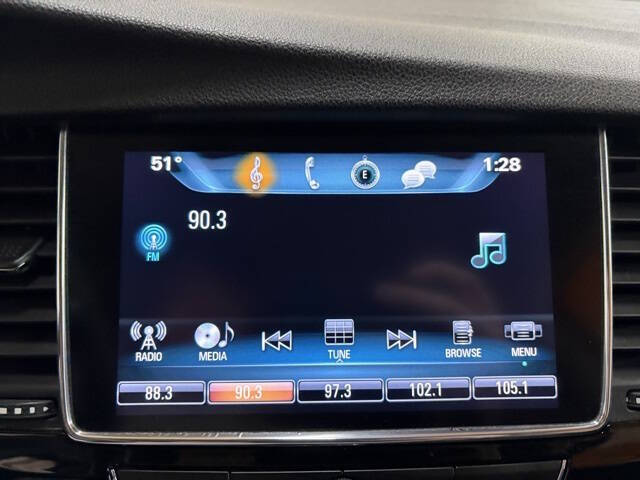 51° 1:28
E
90.3
FM
RADIO MEDIA TUNE BROWSE MENU
88.3 90.3 97.3 102.1 105.1